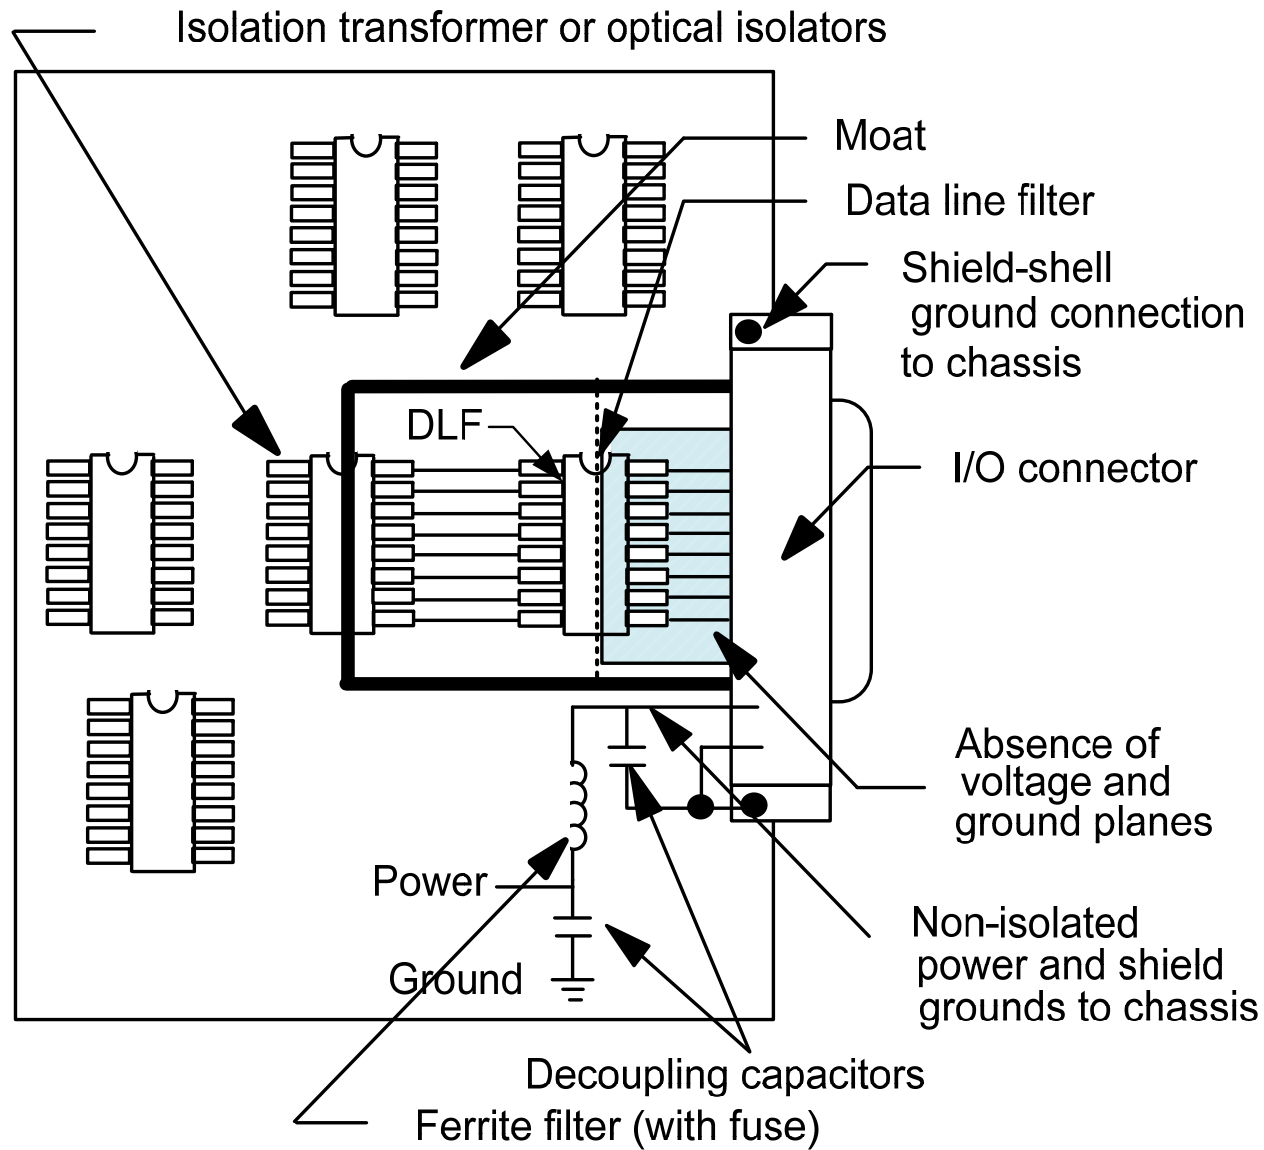 Isolation transformer or optical isolators
Moat
Data line filter
Shield-shell
ground connection
to chassis
DLF
I/O connector
Absence of
voltage and
ground planes
Power
Non-isolated
power and shield
grounds to chassis
Ground
Decoupling capacitors
Ferrite filter (with fuse)